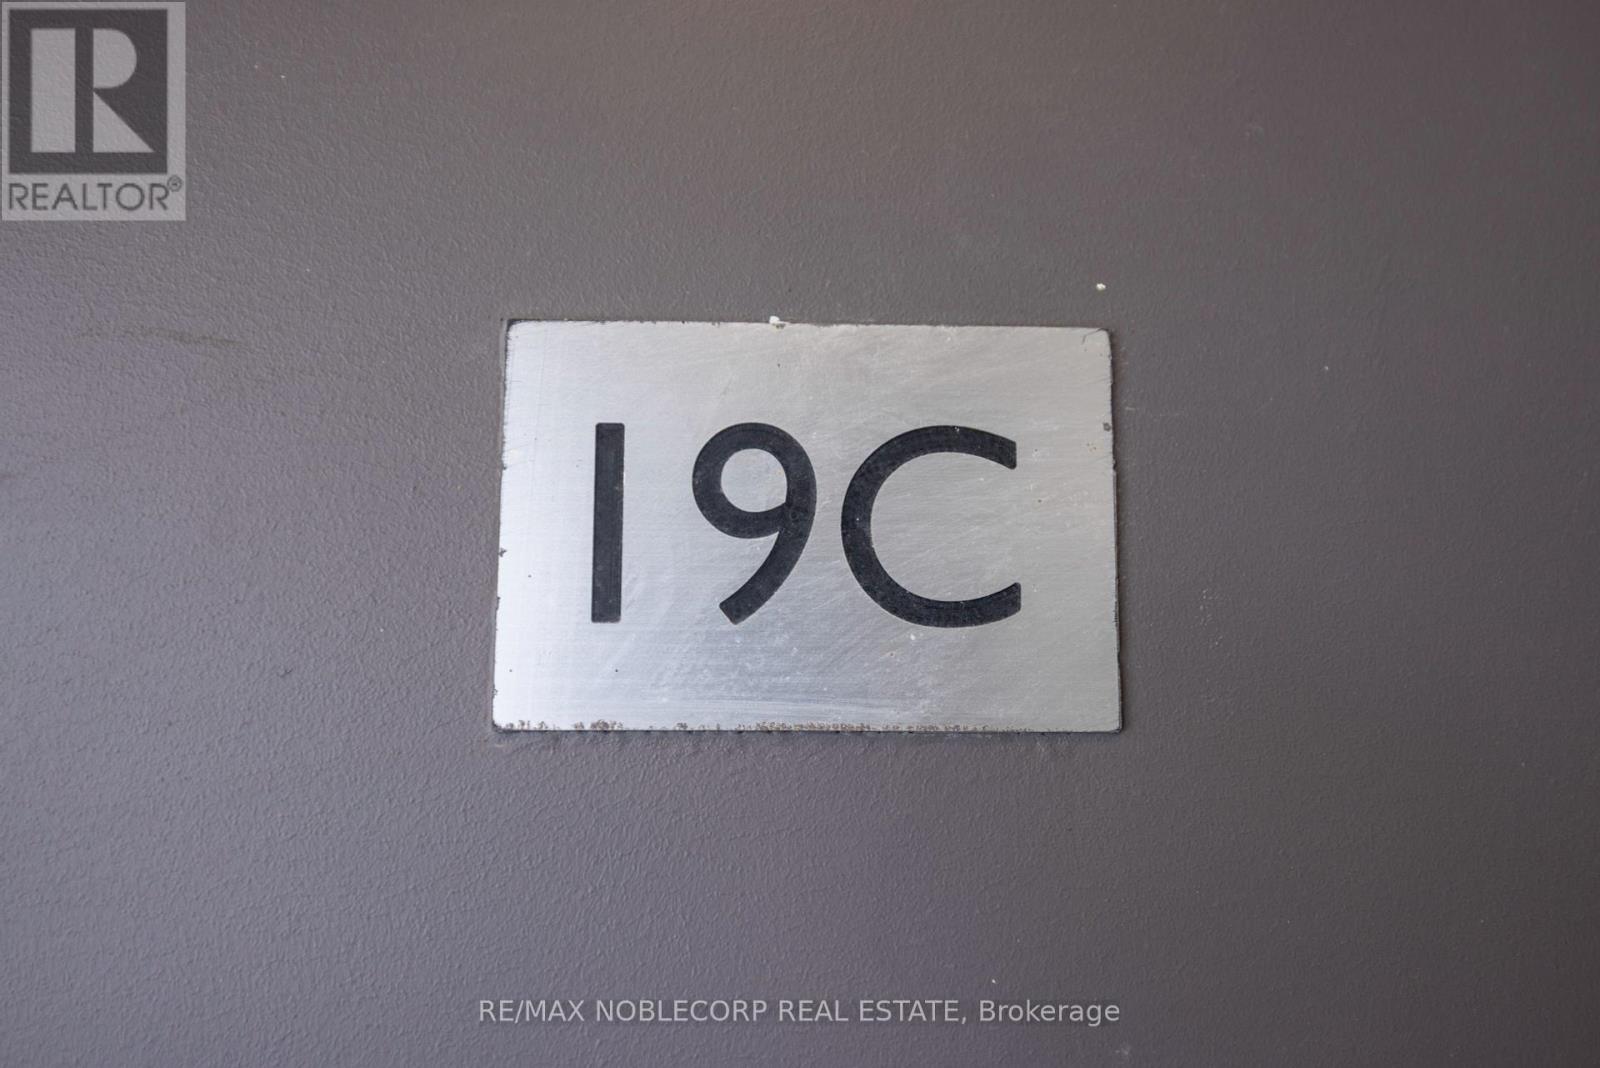 REALTOR®
19C
RE/MAX NOBLECORP REAL ESTATE, Brokerage